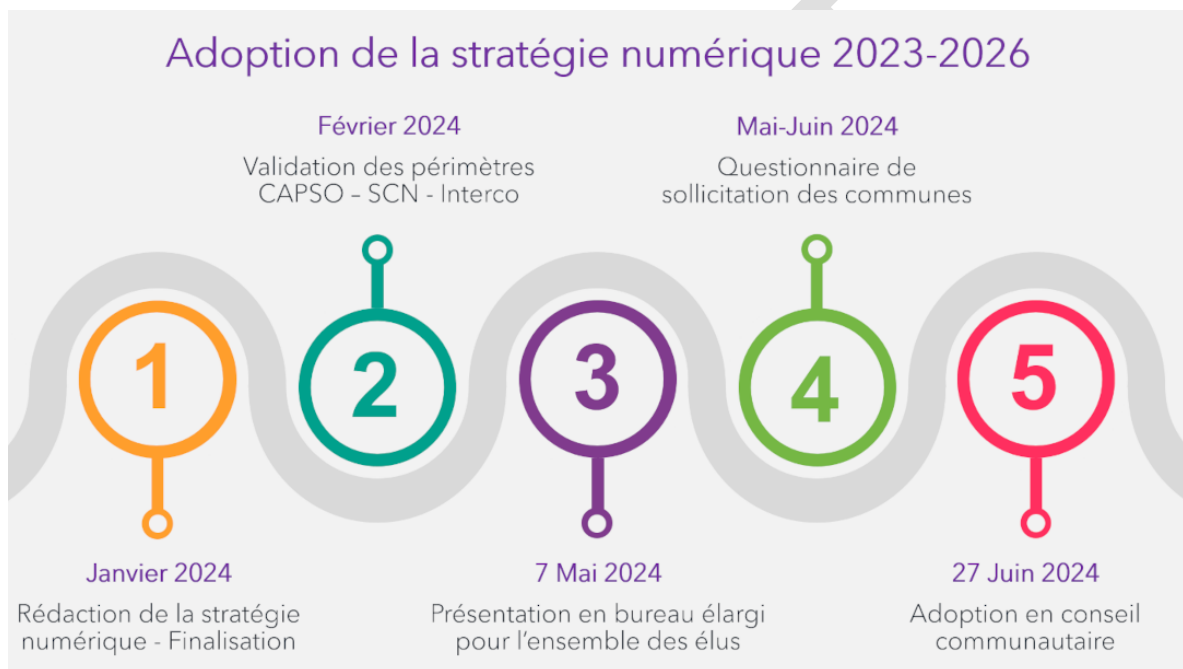 Adoption de la stratégie numérique 2023-2026
Février 2024
Validation des périmètres
CAPSO – SCN - Interco
Mai-Juin 2024
Questionnaire de
sollicitation des communes
1
2
3
4
5
Janvier 2024
Rédaction de la stratégie
numérique - Finalisation
7 Mai 2024
Présentation en bureau élargi
pour l'ensemble des élus
27 Juin 2024
Adoption en conseil
communautaire